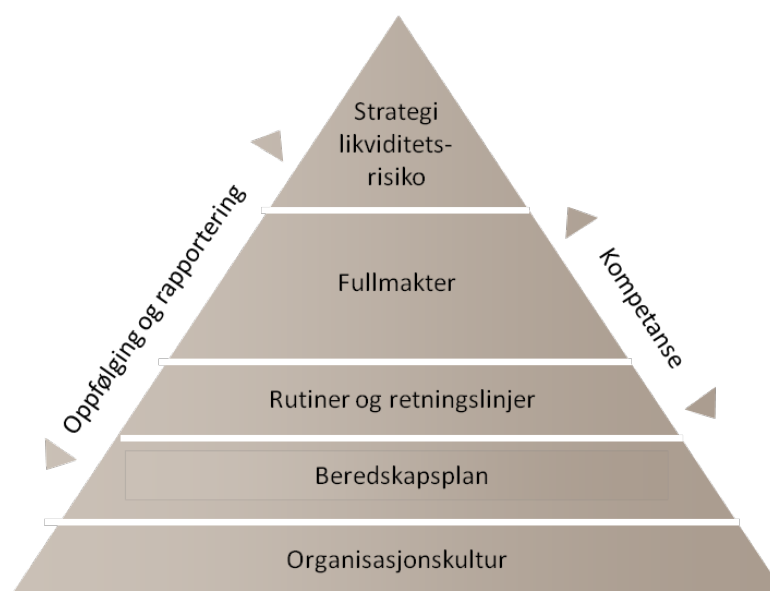 Strategi
likviditets-
risiko
Oppfølging og rapportering
Kompetanse
Fullmakter
Rutiner og retningslinjer
Beredskapsplan
Organisasjonskultur